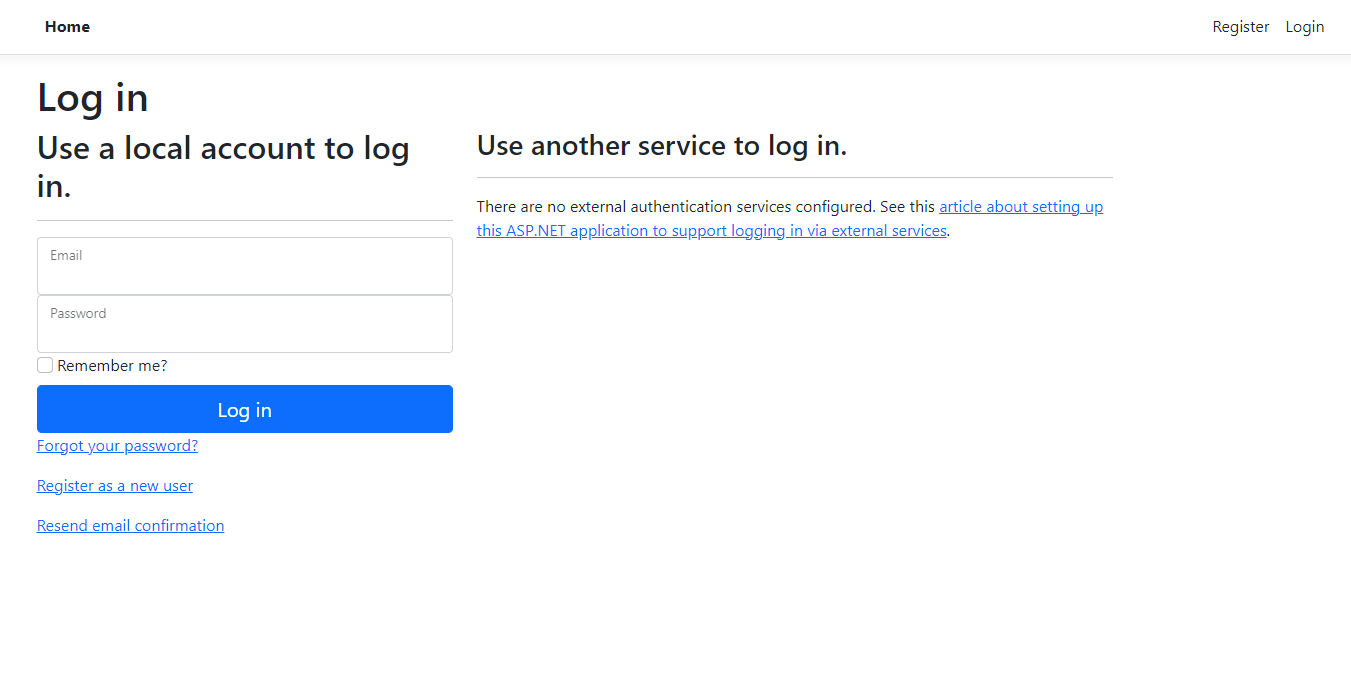 Home
Register
Login
Log in
Use a local account to log
in.
Email
Password
Remember me?
Log in
Forgot your password?
Register as a new user
Resend email confirmation
Use another service to log in.
There are no external authentication services configured. See this article about setting up
this ASP.NET application to support logging in via external services.